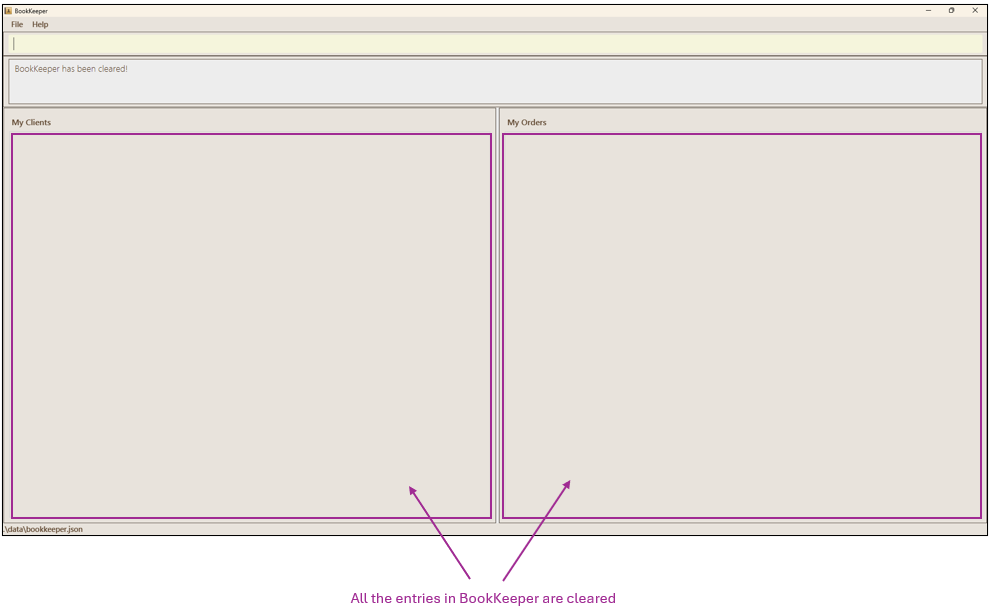 BookKeeper
File Help
BookKeeper has been cleared!
My Clients
My Orders
.\data\bookkeeper.json
All the entries in BookKeeper are cleared